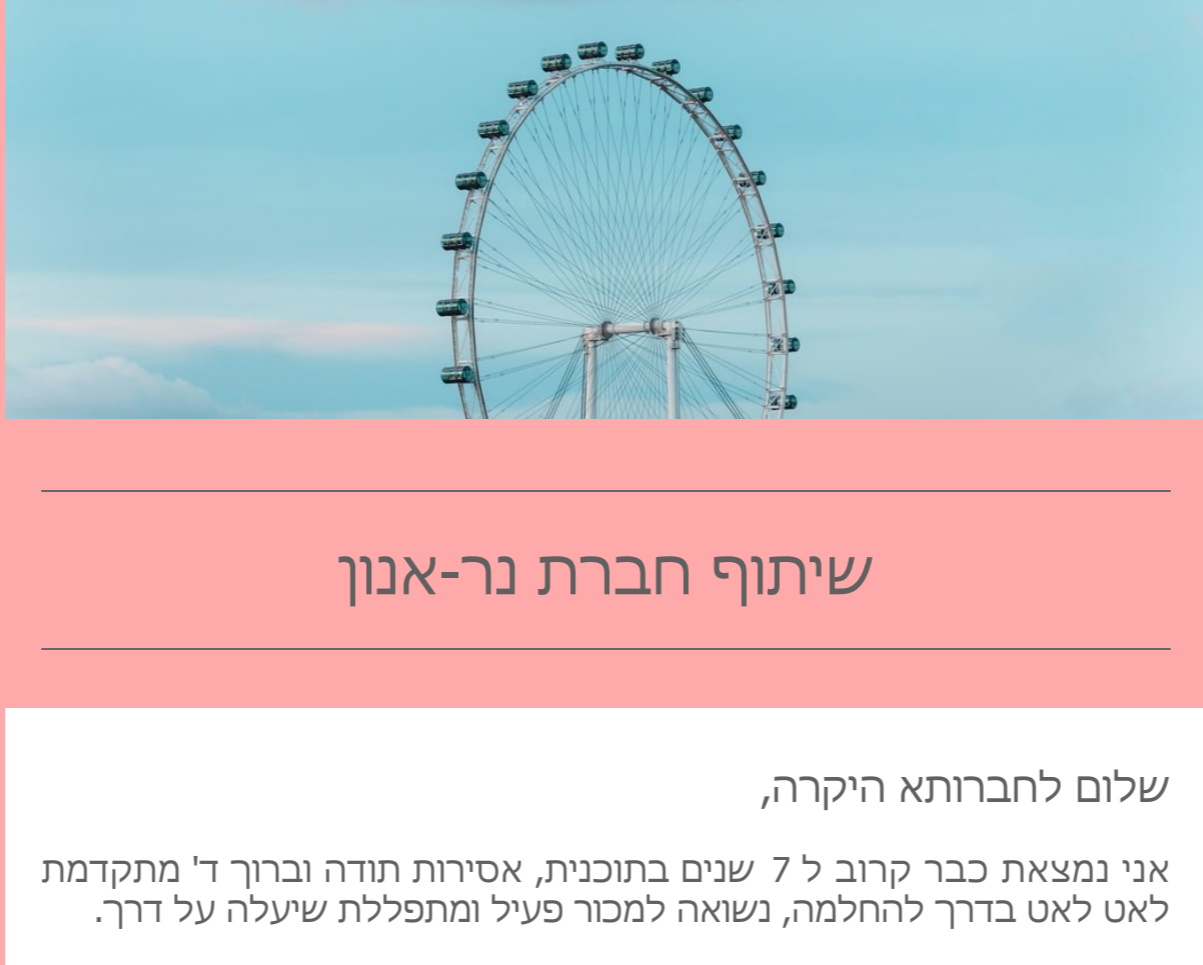 שיתוף חברת נר-אנון
שלום לחברותא היקרה,
אני נמצאת כבר קרוב ל 7 שנים בתוכנית, אסירות תודה וברוך ד' מתקדמת
לאט לאט בדרך להחלמה, נשואה למכור פעיל ומתפללת שיעלה על דרך.